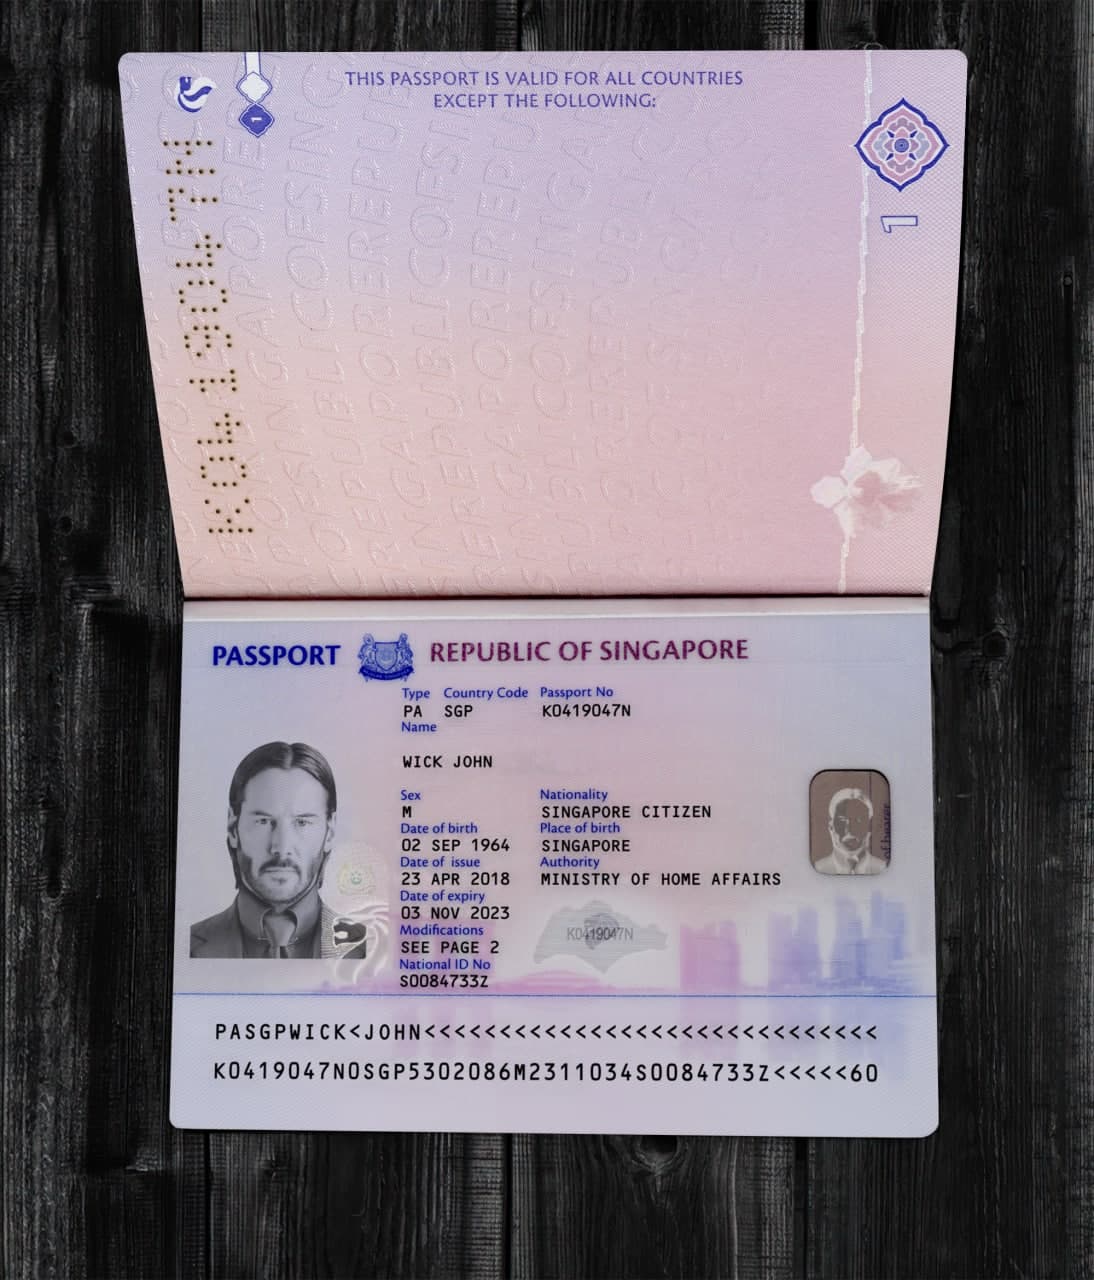 THIS PASSPORT IS VALID FOR ALL COUNTRIES
EXCEPT THE FOLLOWING:
1
1
K0419047N
PASSPORT REPUBLIC OF SINGAPORE
Type Country Code Passport No
PA SGP K0419047N
Name
WICK JOHN
Sex Nationality
M SINGAPORE CITIZEN
Date of birth Place of birth
02 SEP 1964 SINGAPORE
Date of issue Authority
23 APR 2018 MINISTRY OF HOME AFFAIRS
Date of expiry
03 NOV 2023
Modifications
K0419047N
SEE PAGE 2
National ID No
S0084733Z
of bearer
PASGPWICK<JOHN<<<<<<<<<<<<<<<<<<<<<<<<<<<<<<
K0419047N0SGP5302086M2311034S0084733Z<<<<<60